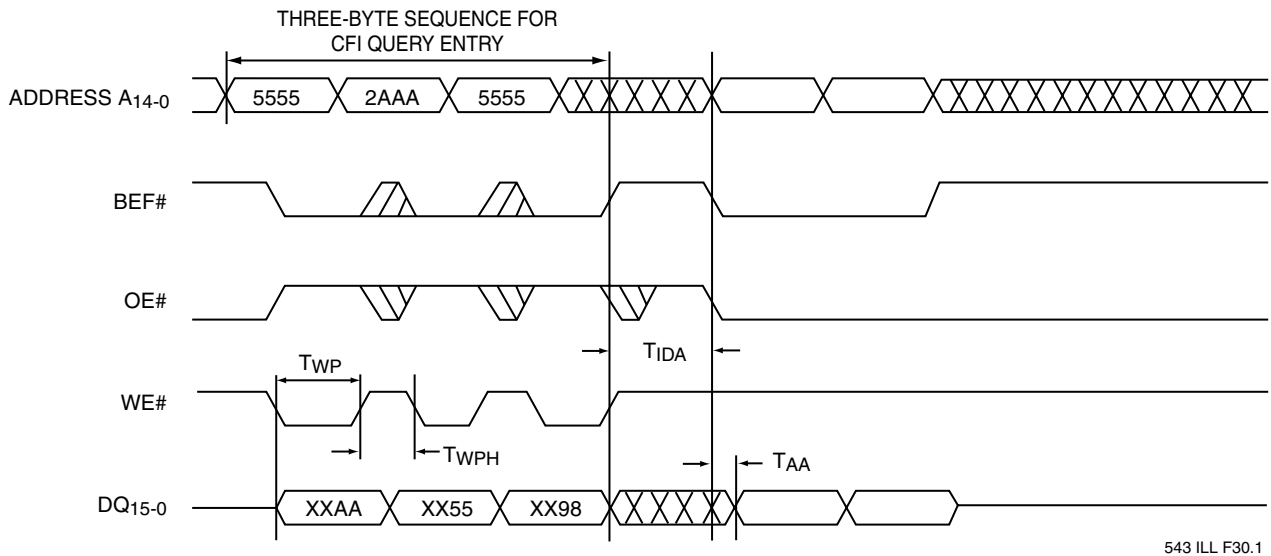 THREE-BYTE SEQUENCE FOR
CFI QUERY ENTRY
ADDRESS A14-0
5555 2AAA 5555
BEF#
OE#
TIDA
TWP
WE#
TWPH
TAA
DQ15-0
XXAA XX55 XX98
543 ILL F30.1